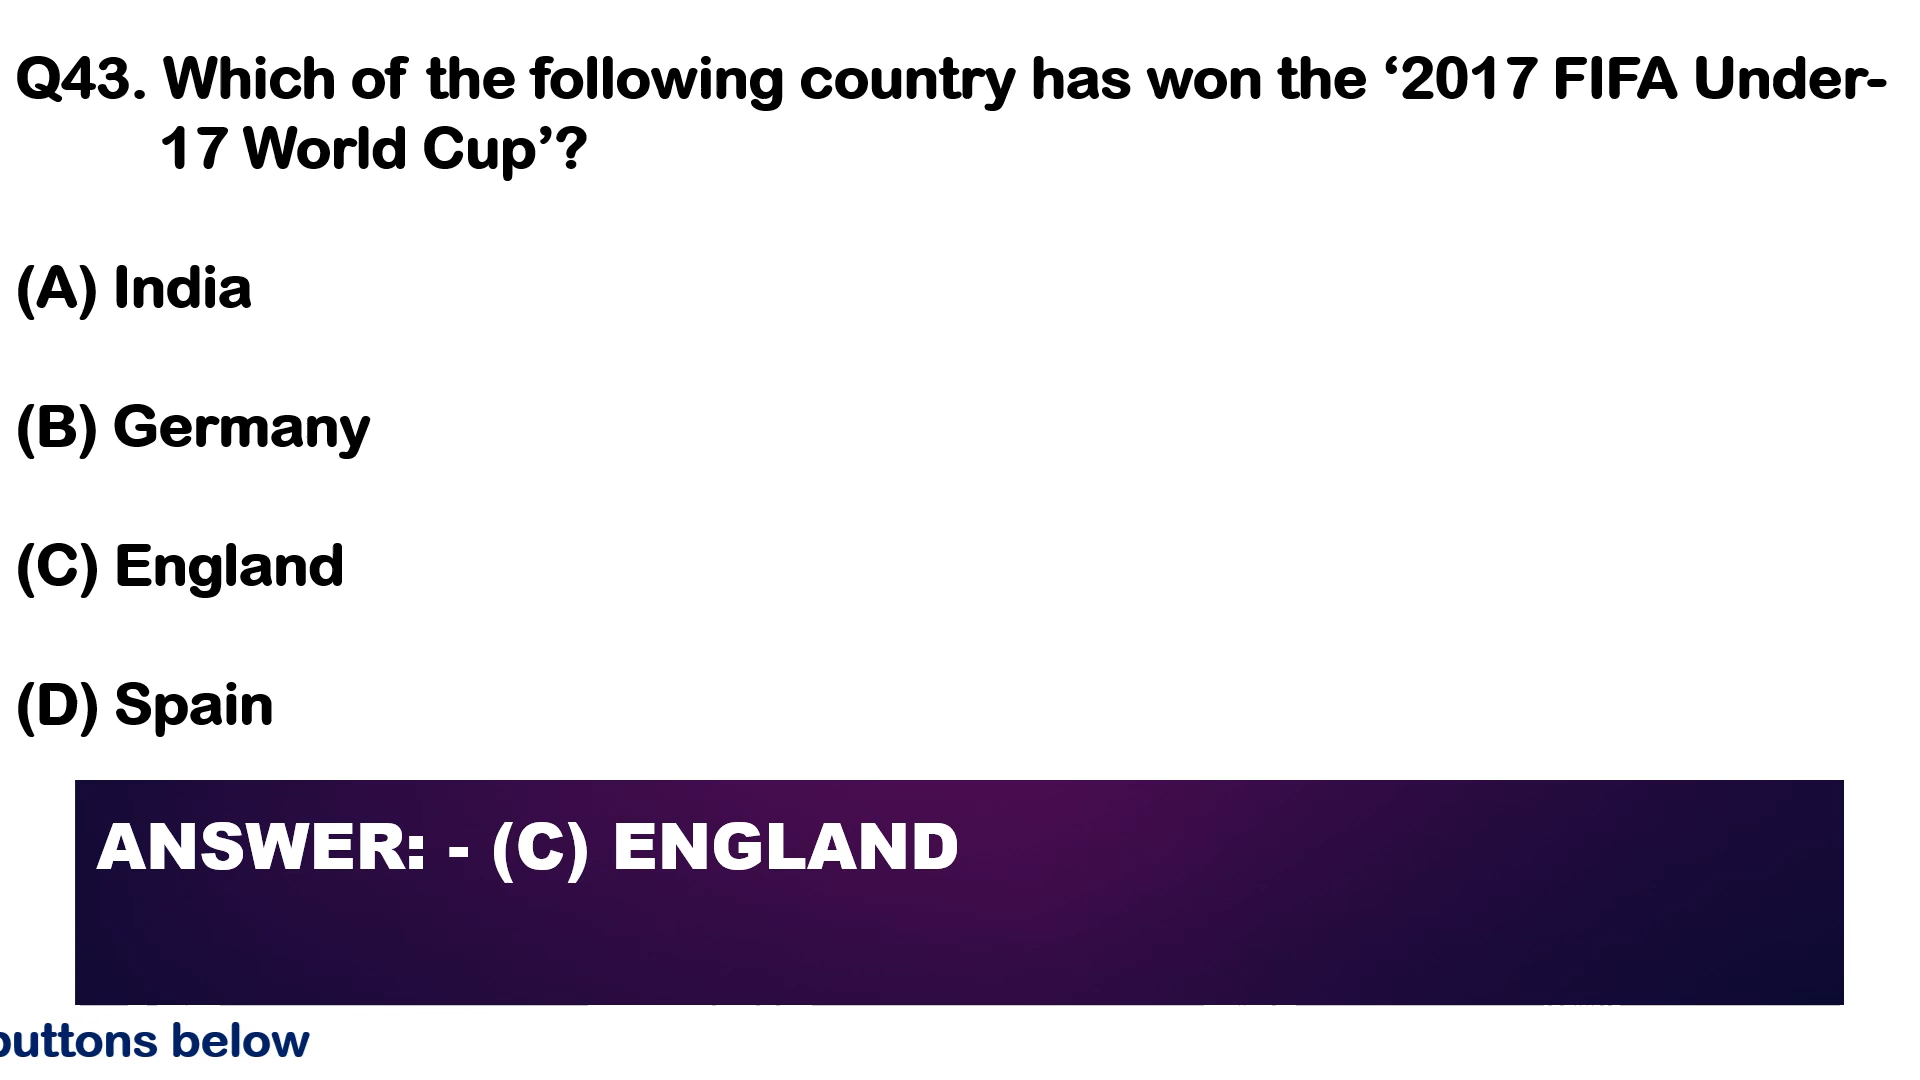 Q43. Which of the following country has won the ‘2017 FIFA Under-
17 World Cup’?
(A) India
(B) Germany
(C) England
(D) Spain
ANSWER: - (C) ENGLAND
buttons below